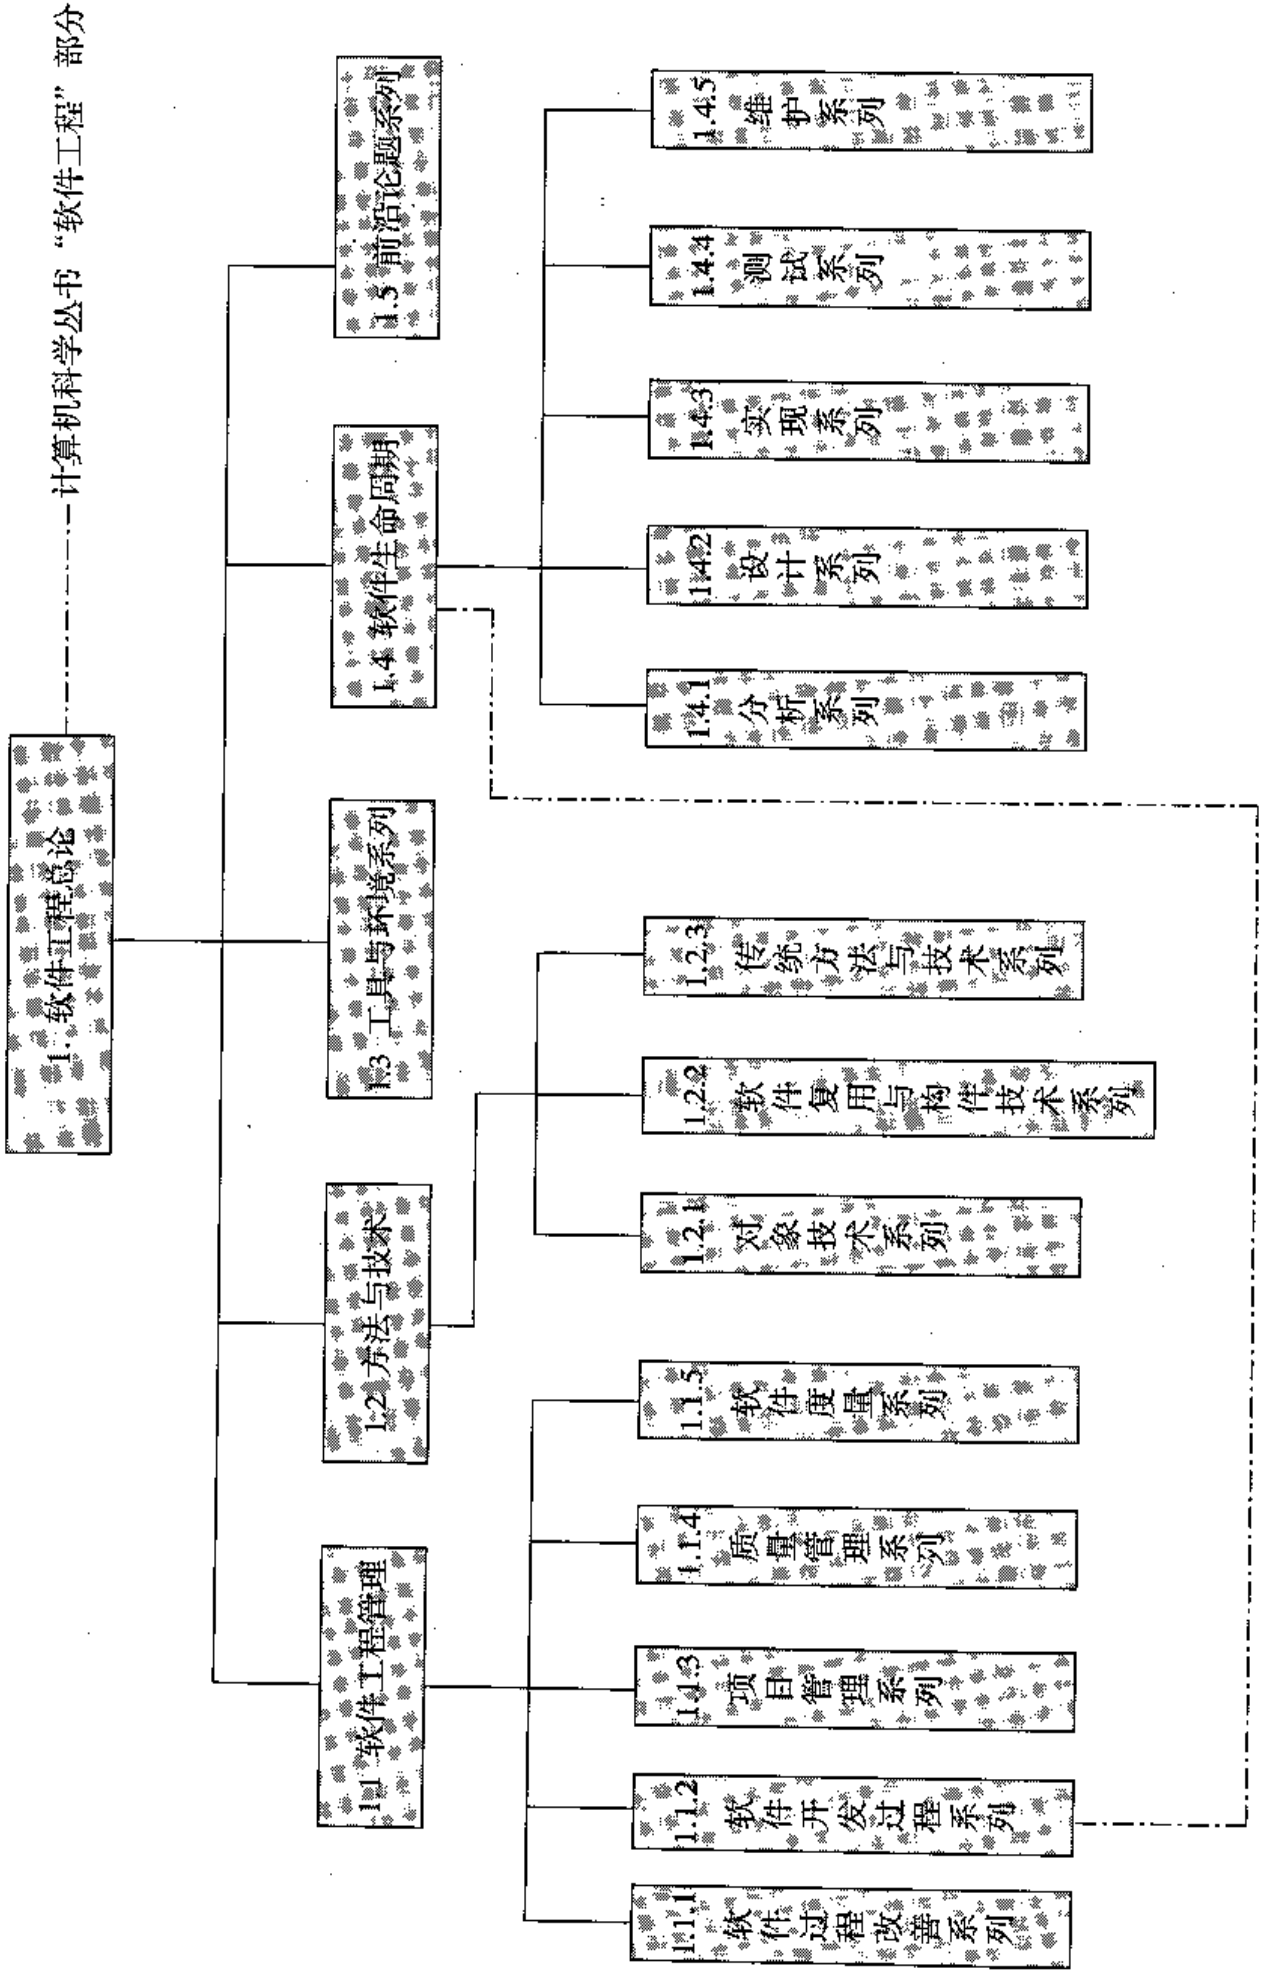 计算机科学丛书“软件工程”部分
1. 软件工程总论
1.1 软件工程管理
1.2 方法与技术
1.3 工具与环境系列
1.4 软件生命周期
1.5 前沿论题系列
1.1.1 软件过程改善系列
1.1.2 软件开发过程系列
1.1.3 项目管理系列
1.1.4 质量管理系列
1.1.5 软件度量系列
1.2.1 对象技术系列
1.2.2 软件复用与构件技术系列
1.2.3 传统方法与技术系列
1.4.1 分析系列
1.4.2 设计系列
1.4.3 实现系列
1.4.4 测试系列
1.4.5 维护系列